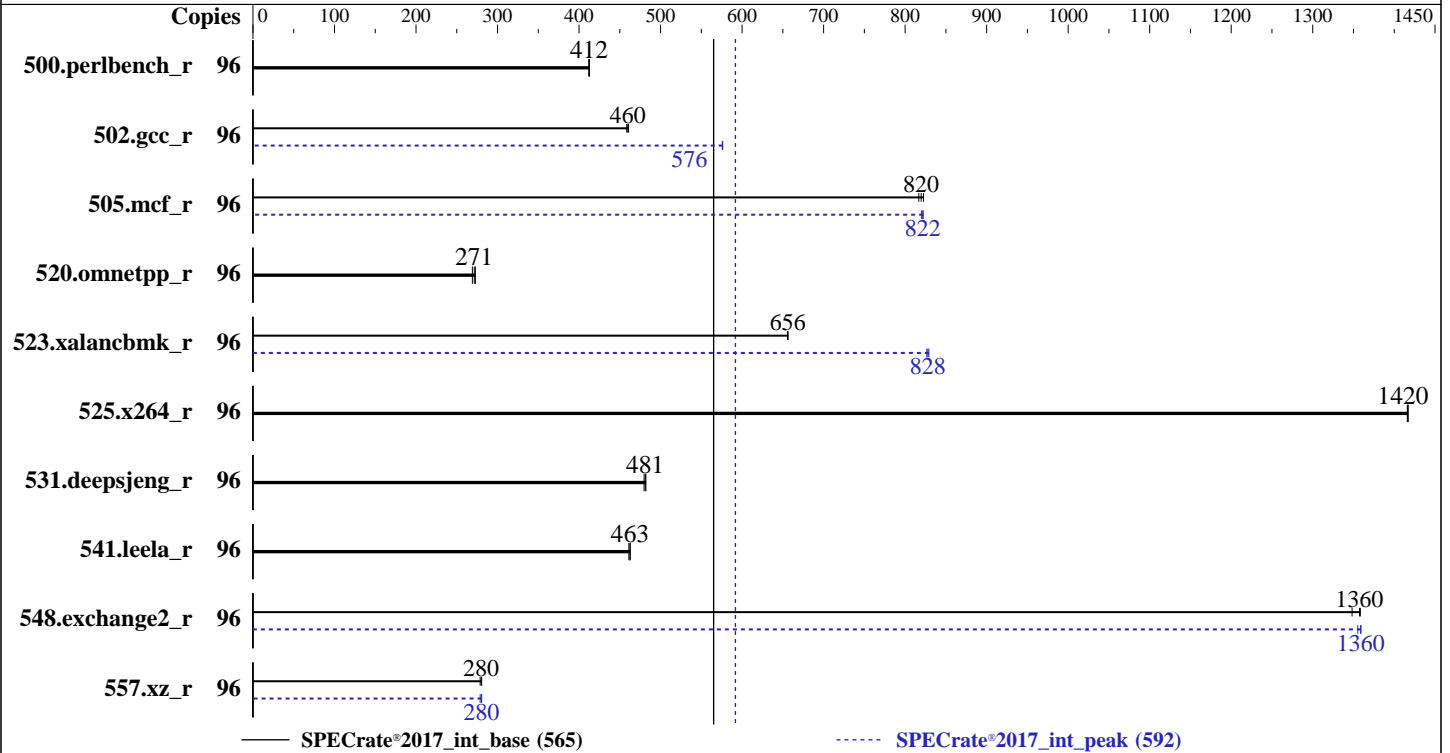 Copies 0 100 200 300 400 500 600 700 800 900 1000 1100 1200 1300 1450
500.perlbench_r 96 412
502.gcc_r 96 460
576
505.mcf_r 96 820
822
520.omnetpp_r 96 271
523.xalancbmk_r 96 656
828
525.x264_r 96 1420
531.deepsjeng_r 96 481
541.leela_r 96 463
548.exchange2_r 96 1360
1360
557.xz_r 96 280
280
SPECrate®2017_int_base (565) SPECrate®2017_int_peak (592)